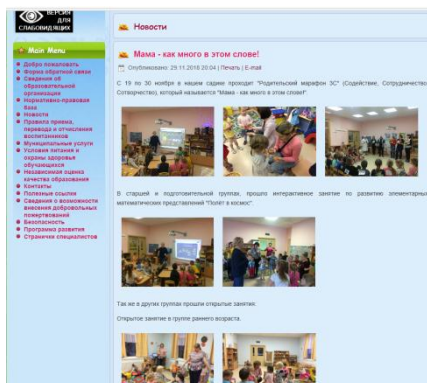 ВЕРСИЯ
ДЛЯ
СЛАБОВИДЯЩИХ
Main Menu
Добро пожаловать
Форма обратной связи
Сведения об
образовательной
организации
Нормативно-правовая
база
Новости
Правила приема,
перевода и отчисления
воспитанников
Муниципальные услуги
Условия питания и
охраны здоровья
обучающихся
Независимая оценка
качества образования
Контакты
Полезные ссылки
Сведения о возможности
внесения добровольных
пожертвований
Безопасность
Программа развития
Странички специалистов
Новости
Мама - как много в этом слове!
Опубликовано: 29.11.2018 20:04 | Печать | E-mail
С 19 по 30 ноября в нашем садике проходит "Родительский марафон 3С" (Содействие, Сотрудничество,
Сотворчество), который называется "Мама - как много в этом слове!".
В старшей и подготовительной группах, прошло интерактивное занятие по развитию элементарных
математических представлений "Полёт в космос".
Так же в других группах прошли открытые занятия:
Открытое занятие в группе раннего возраста.